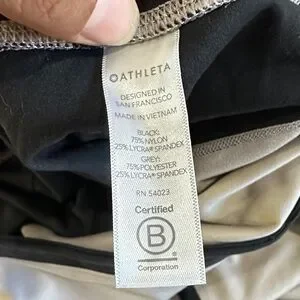 ATHLETA
DESIGNED IN
SAN FRANCISCO
MADE IN VIETNAM
BLACK:
75% NYLON
25% LYCRA® SPANDEX
GREY:
75% POLYESTER
25% LYCRA® SPANDEX
RN 54023
Certified
B
Corporation